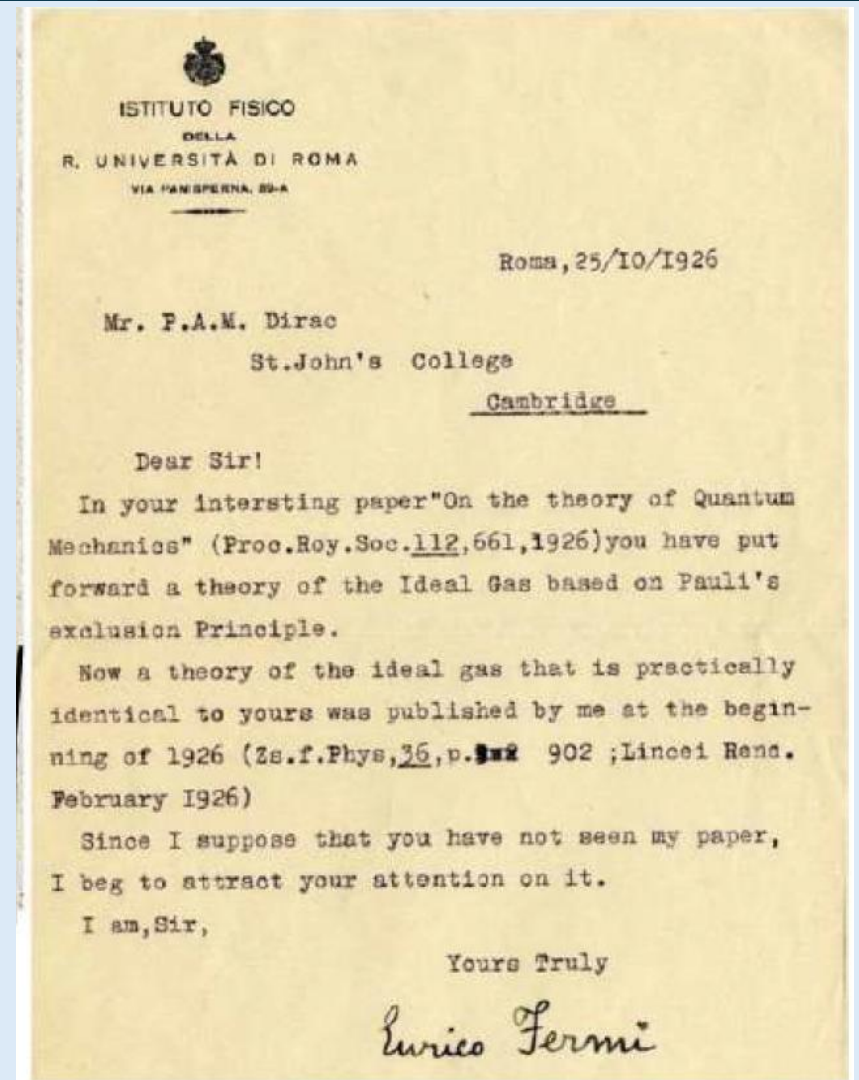 ISTITUTO FISICO
DELLA
R. UNIVERSITÀ DI ROMA
VIA PANISPERNA, 89-A
Roma,25/IO/I926
Mr. P.A.M. Dirac
St.John's College
Cambridge
Dear Sir!
In your intersting paper"On the theory of Quantum
Mechanics" (Proc.Roy.Soc.112,661,1926)you have put
forward a theory of the Ideal Gas based on Pauli's
exclusion Principle.
Now a theory of the ideal gas that is practically
identical to yours was published by me at the begin-
ning of 1926 (Zs.f.Phys,36,p. 902 ;Lincei Rend.
February I926)
Since I suppose that you have not seen my paper,
I beg to attract your attention on it.
I am,Sir,
Yours Truly
Enrico Fermi